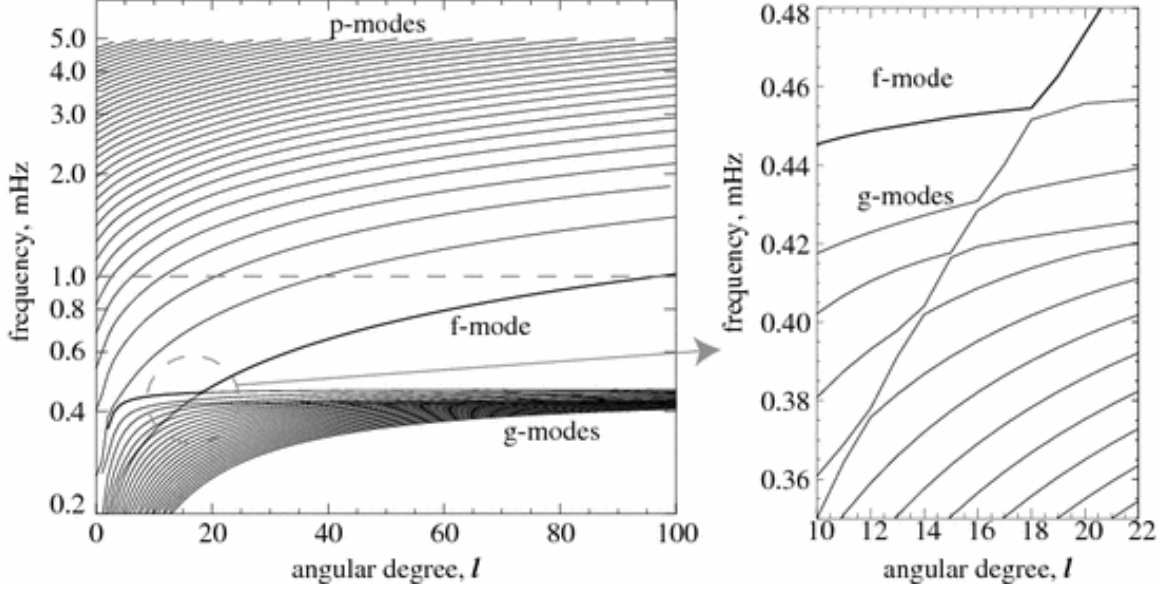 p-modes
5.0
4.0
3.0
2.0
1.0
0.8
0.6
0.4
0.2
frequency, mHz
f-mode
g-modes
0 20 40 60 80 100
angular degree, l
0.48
0.46
0.44
0.42
0.40
0.38
0.36
frequency, mHz
f-mode
g-modes
10 12 14 16 18 20 22
angular degree, l